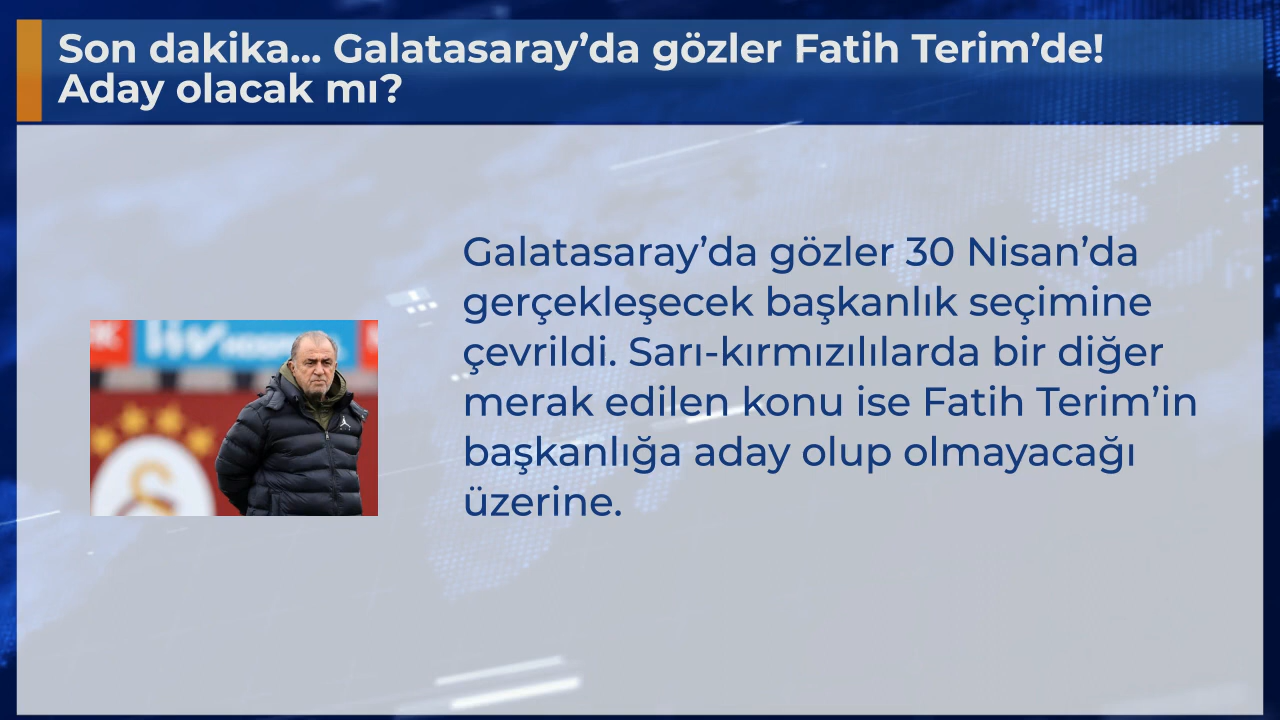 Son dakika... Galatasaray’da gözler Fatih Terim’de!
Aday olacak mı?
Galatasaray’da gözler 30 Nisan’da
gerçekleşecek başkanlık seçimine
çevrildi. Sarı-kırmızılılarda bir diğer
merak edilen konu ise Fatih Terim’in
başkanlığa aday olup olmayacağı
üzerine.